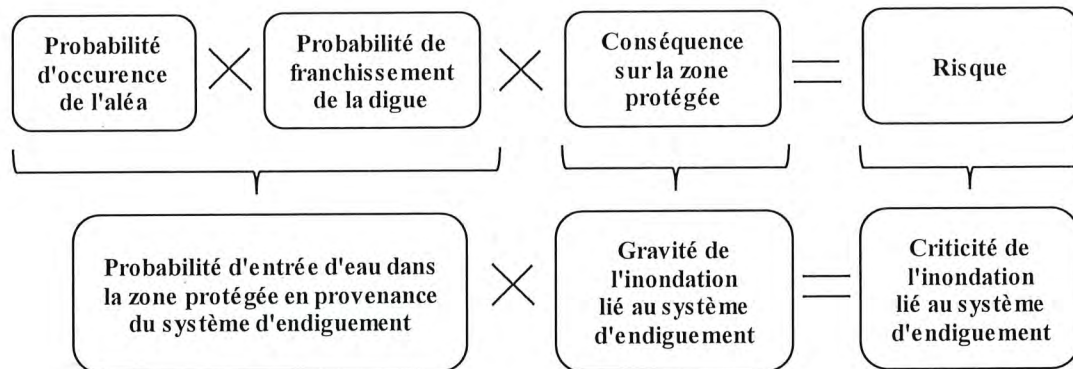 Probabilité
d'occurence
de l'aléa
Probabilité de
franchissement
de la digue
Conséquence
sur la zone
protégée
Risque
Probabilité d'entrée d'eau dans
la zone protégée en provenance
du système d'endiguement
Gravité de
l'inondation
lié au système
d'endiguement
Criticité de
l'inondation
lié au système
d'endiguement